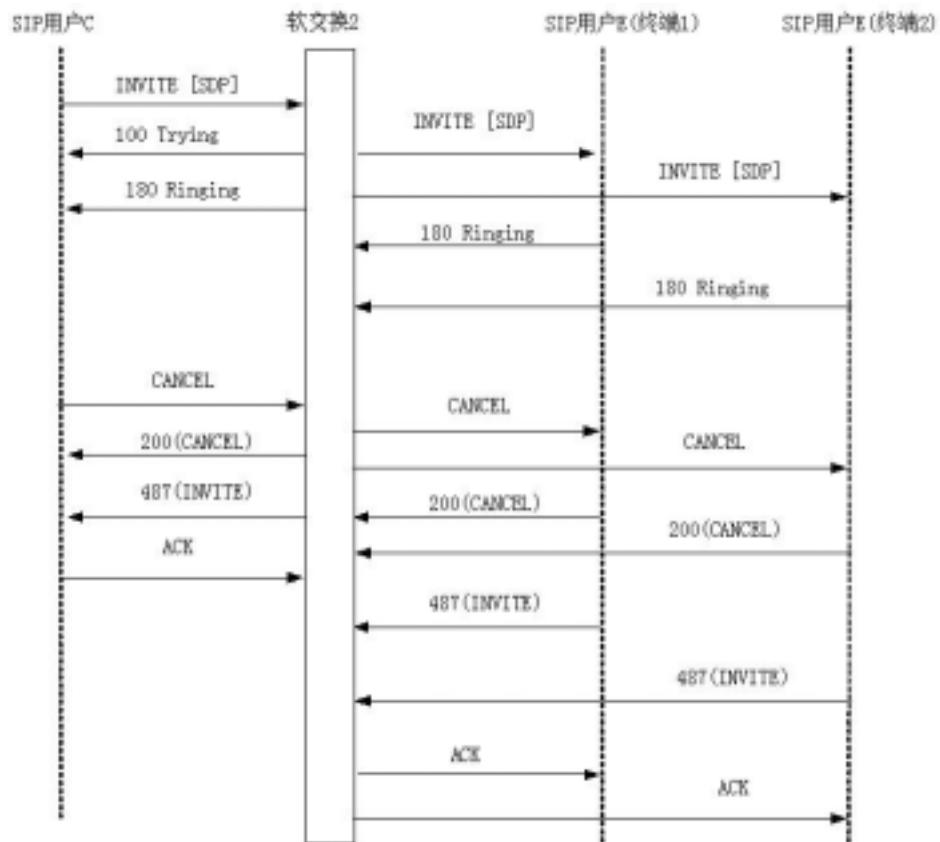 SIP用户C
软交换2
SIP用户E(终端1)
SIP用户E(终端2)
INVITE [SDP]
INVITE [SDP]
100 Trying
INVITE [SDP]
180 Ringing
180 Ringing
180 Ringing
CANCEL
CANCEL
200(CANCEL)
CANCEL
487(INVITE)
200(CANCEL)
200(CANCEL)
ACK
487(INVITE)
487(INVITE)
ACK
ACK